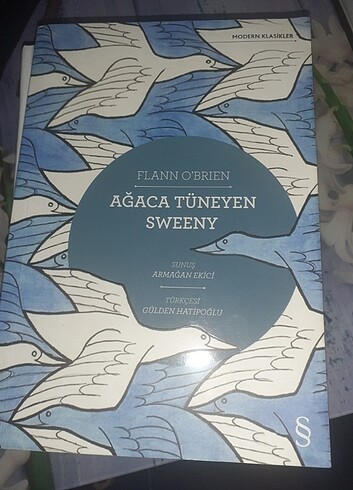 MODERN KLASİKLER
FLANN O'BRIEN
AĞACA TÜNEYEN
SWEENY
SUNUŞ
ARMAĞAN EKİCİ
TÜRKÇESİ
GÜLDEN HATİPOĞLU
§